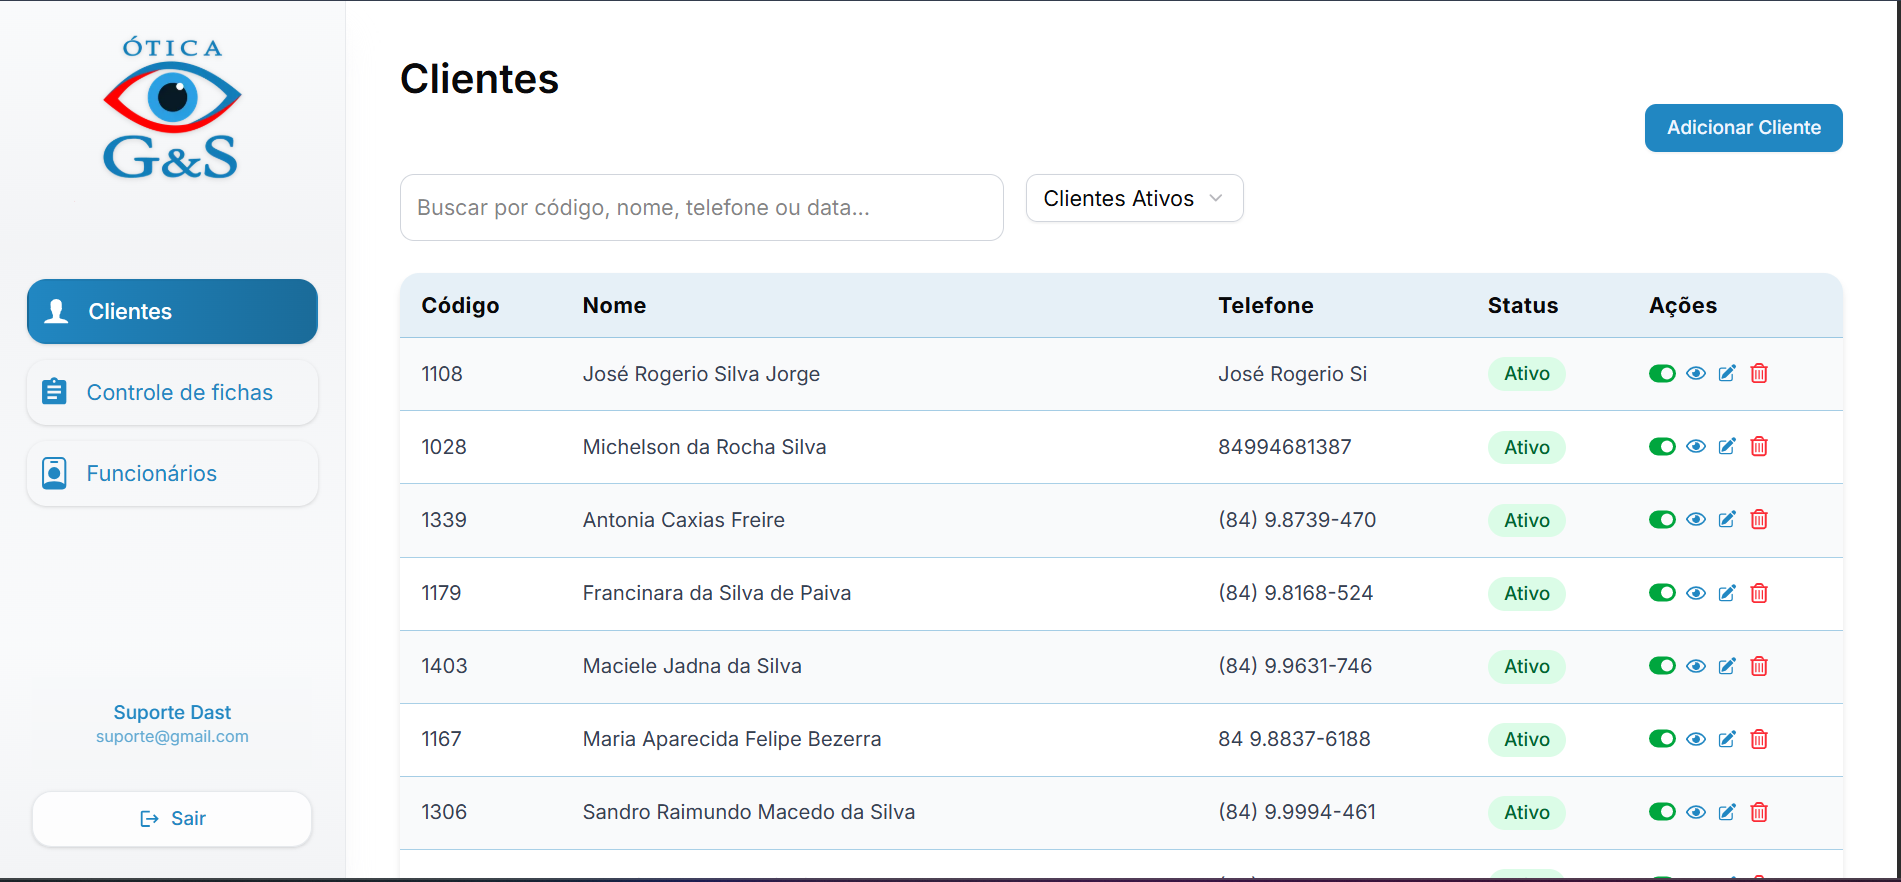 ÓTICA
G&S
Clientes
Controle de fichas
Funcionários
Suporte Dast
suporte@gmail.com
Sair
Clientes
Adicionar Cliente
Buscar por código, nome, telefone ou data...
Clientes Ativos
Código Nome Telefone Status Ações
1108 José Rogerio Silva Jorge José Rogerio Si Ativo
1028 Michelson da Rocha Silva 84994681387 Ativo
1339 Antonia Caxias Freire (84) 9.8739-470 Ativo
1179 Francinara da Silva de Paiva (84) 9.8168-524 Ativo
1403 Maciele Jadna da Silva (84) 9.9631-746 Ativo
1167 Maria Aparecida Felipe Bezerra 84 9.8837-6188 Ativo
1306 Sandro Raimundo Macedo da Silva (84) 9.9994-461 Ativo